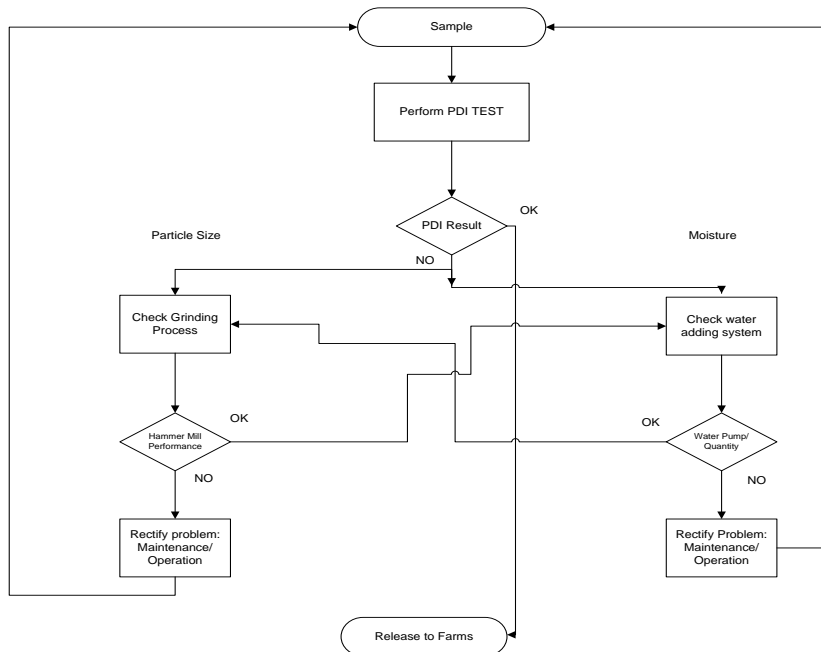 Sample
Perform PDI TEST
PDI Result
OK
NO
Particle Size
Moisture
Check Grinding
Process
Check water
adding system
Hammer Mill
Performance
OK
NO
Water Pump/
Quantity
OK
NO
Rectify problem:
Maintenance/
Operation
Rectify Problem:
Maintenance/
Operation
Release to Farms